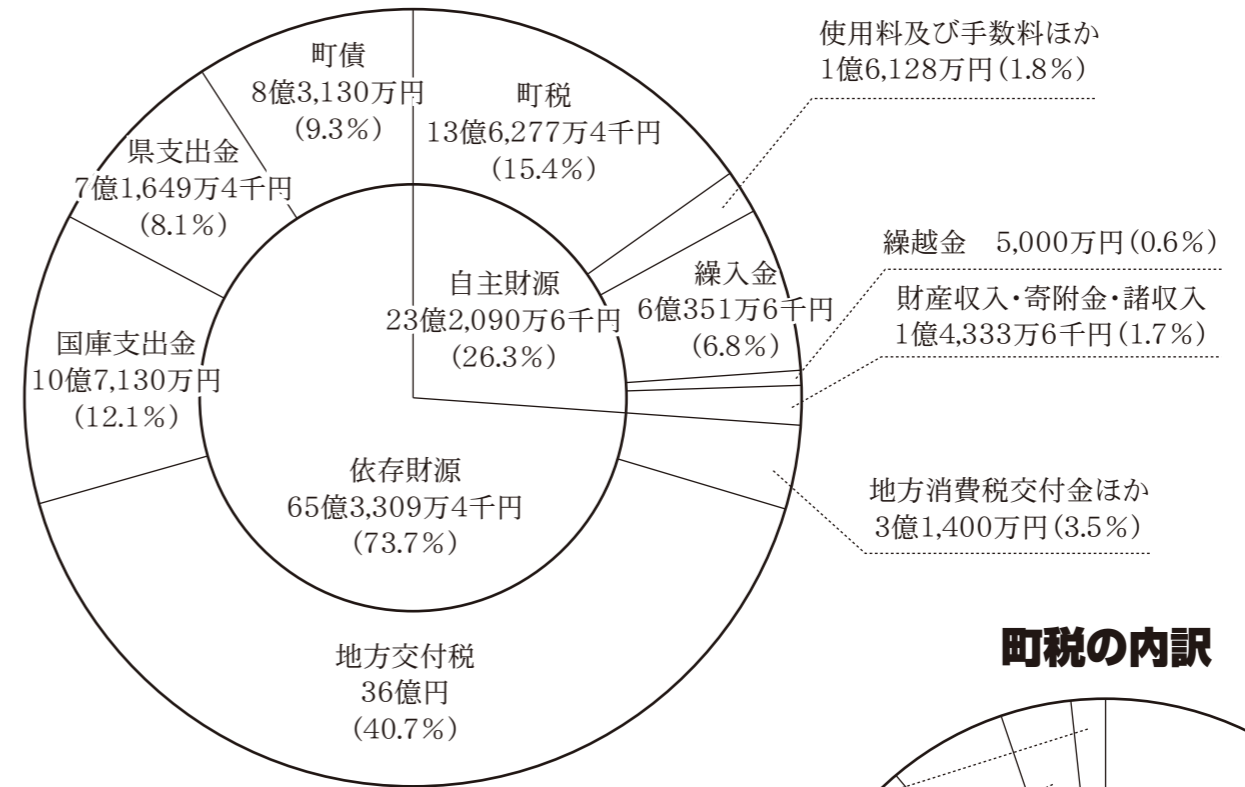 町債
8億3,130万円
(9.3%)
町税
13億6,277万4千円
(15.4%)
使用料及び手数料ほか
1億6,128万円(1.8%)
県支出金
7億1,649万4千円
(8.1%)
繰越金　5,000万円(0.6%)
自主財源
23億2,090万6千円
(26.3%)
繰入金
6億351万6千円
(6.8%)
財産収入・寄附金・諸収入
1億4,333万6千円(1.7%)
国庫支出金
10億7,130万円
(12.1%)
依存財源
65億3,309万4千円
(73.7%)
地方消費税交付金ほか
3億1,400万円(3.5%)
地方交付税
36億円
(40.7%)
町税の内訳